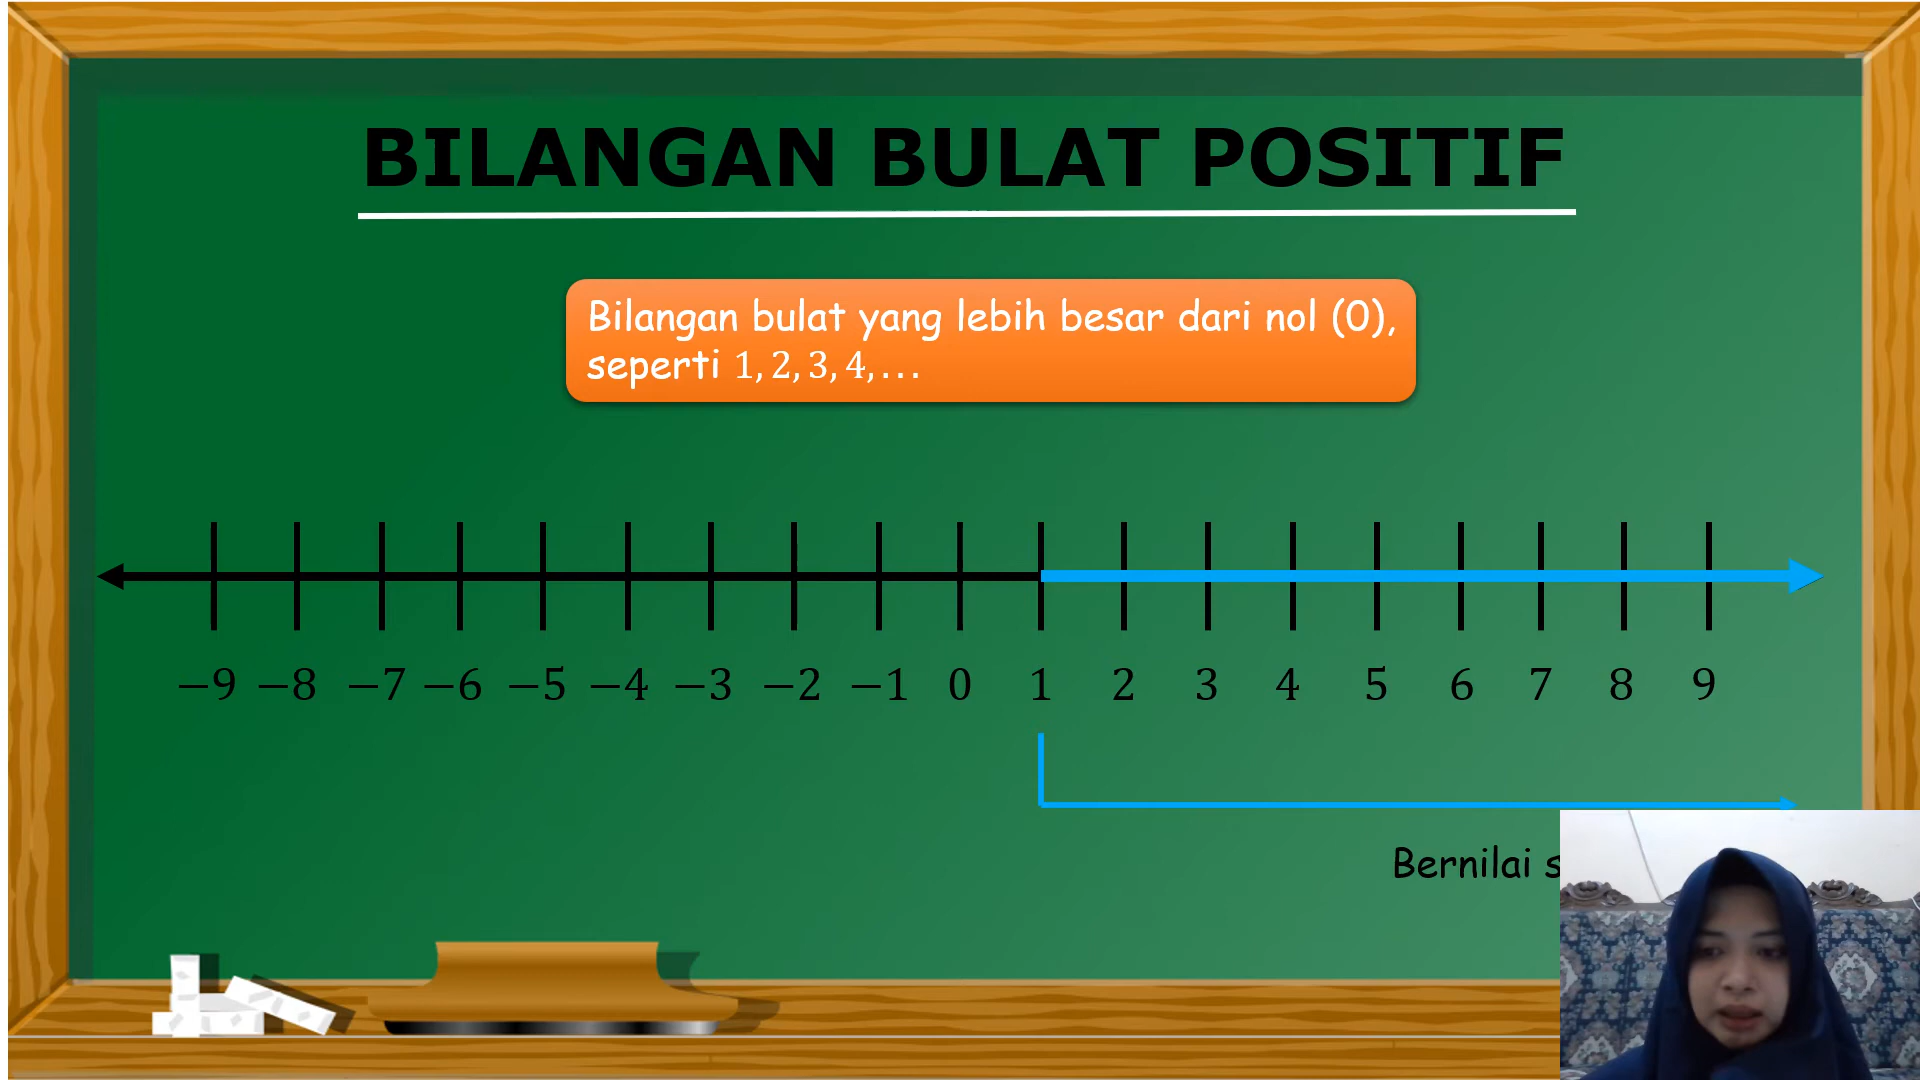 BILANGAN BULAT POSITIF
Bilangan bulat yang lebih besar dari nol (0),
seperti 1, 2, 3, 4, …
−9 −8 −7 −6 −5 −4 −3 −2 −1 0 1 2 3 4 5 6 7 8 9
Bernilai